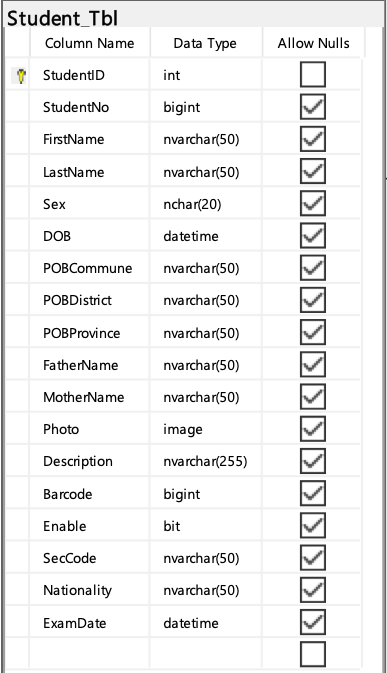 Student_Tbl
Column Name Data Type Allow Nulls
StudentID int
StudentNo bigint
FirstName nvarchar(50)
LastName nvarchar(50)
Sex nchar(20)
DOB datetime
POBCommune nvarchar(50)
POBDistrict nvarchar(50)
POBProvince nvarchar(50)
FatherName nvarchar(50)
MotherName nvarchar(50)
Photo image
Description nvarchar(255)
Barcode bigint
Enable bit
SecCode nvarchar(50)
Nationality nvarchar(50)
ExamDate datetime